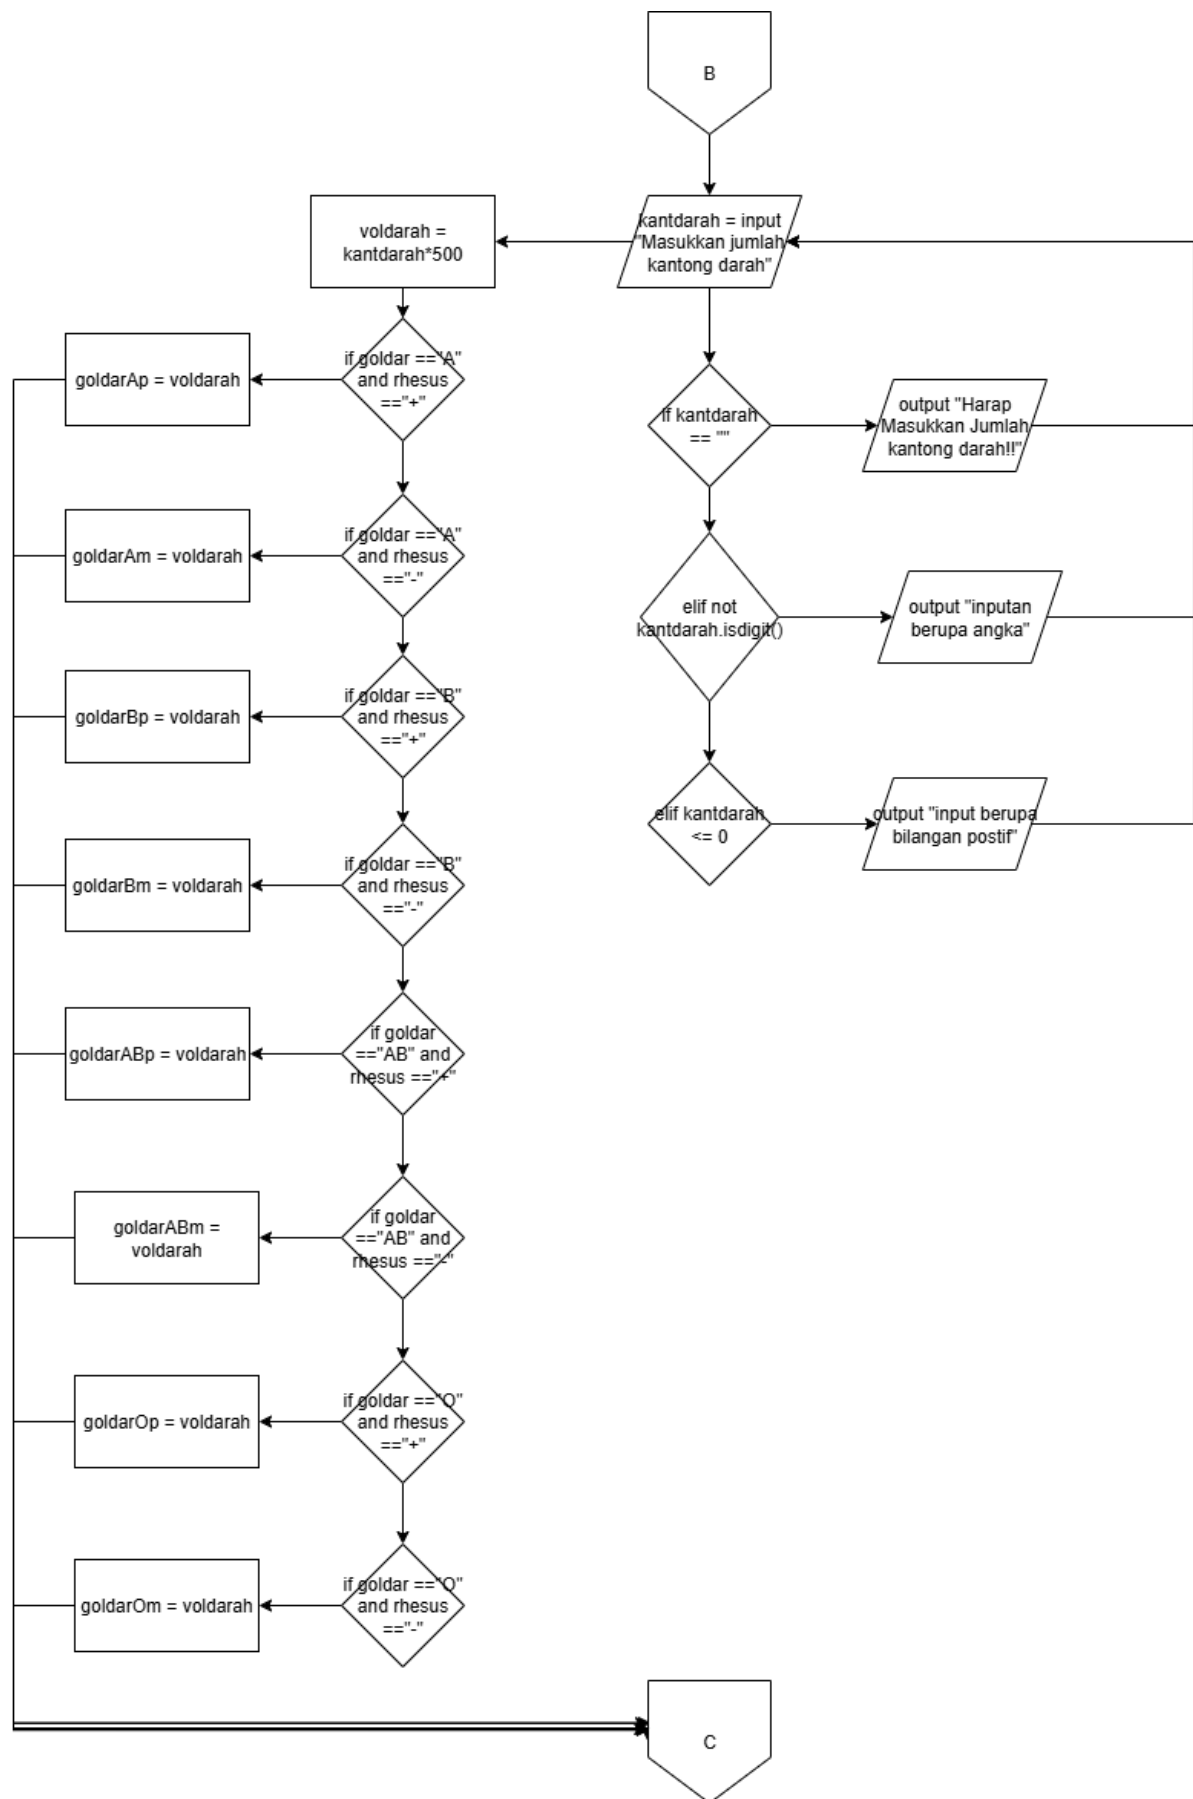 B
kantdarah = input
"Masukkan jumlah
kantong darah"
voldarah =
kantdarah*500
if goldar =="A"
and rhesus
=="+"
goldarAp = voldarah
If kantdarah
== ""
output "Harap
Masukkan Jumlah
kantong darah!!"
if goldar =="A"
and rhesus
=="-"
goldarAm = voldarah
elif not
kantdarah.isdigit()
output "inputan
berupa angka"
if goldar =="B"
and rhesus
=="+"
goldarBp = voldarah
elif kantdarah
<= 0
output "input berupa
bilangan postif"
if goldar =="B"
and rhesus
=="-"
goldarBm = voldarah
if goldar
=="AB" and
rhesus =="+"
goldarABp = voldarah
if goldar
=="AB" and
rhesus =="-"
goldarABm =
voldarah
if goldar =="O"
and rhesus
=="+"
goldarOp = voldarah
if goldar =="O"
and rhesus
=="-"
goldarOm = voldarah
C